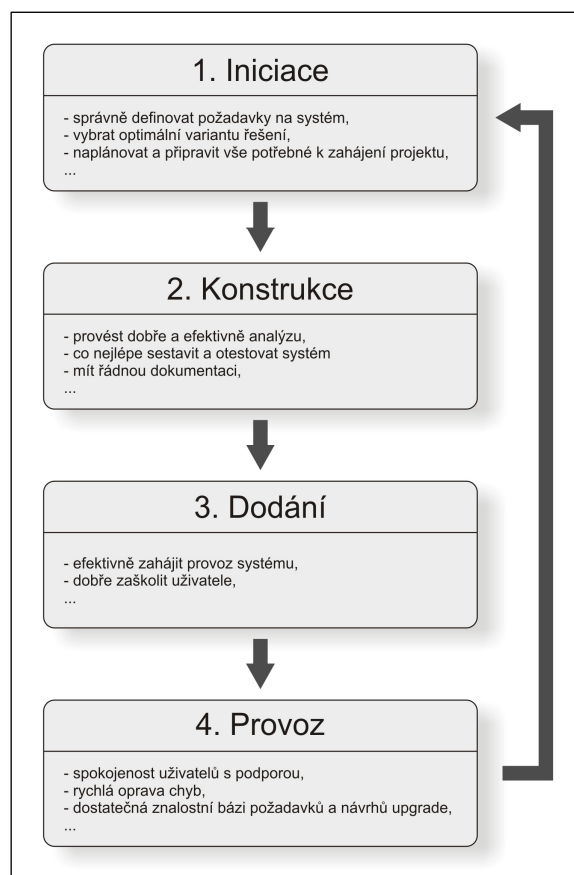 1. Iniciace
- správně definovat požadavky na systém,
- vybrat optimální variantu řešení,
- naplánovat a připravit vše potřebné k zahájení projektu,
...
2. Konstrukce
- provést dobře a efektivně analýzu,
- co nejlépe sestavit a otestovat systém
- mít řádnou dokumentaci,
...
3. Dodání
- efektivně zahájit provoz systému,
- dobře zaškolit uživatele,
...
4. Provoz
- spokojenost uživatelů s podporou,
- rychlá oprava chyb,
- dostatečná znalostní bázi požadavků a návrhů upgrade,
...